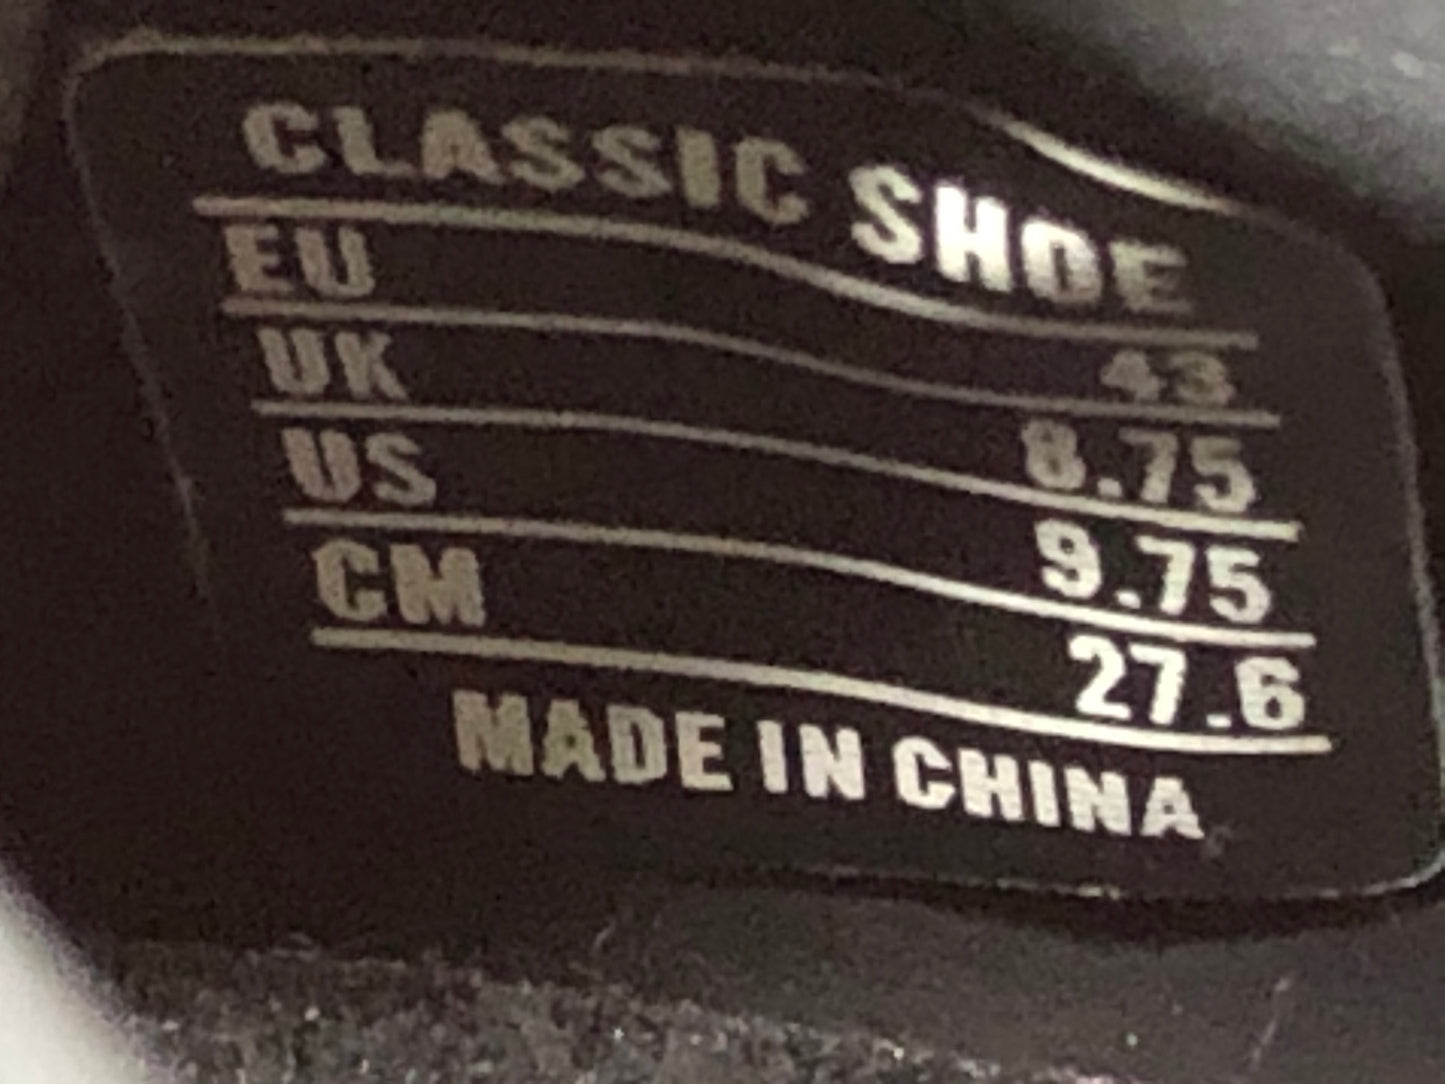 CLASSIC SHOE
EU 43
UK 8.75
US 9.75
CM 27.6
MADE IN CHINA